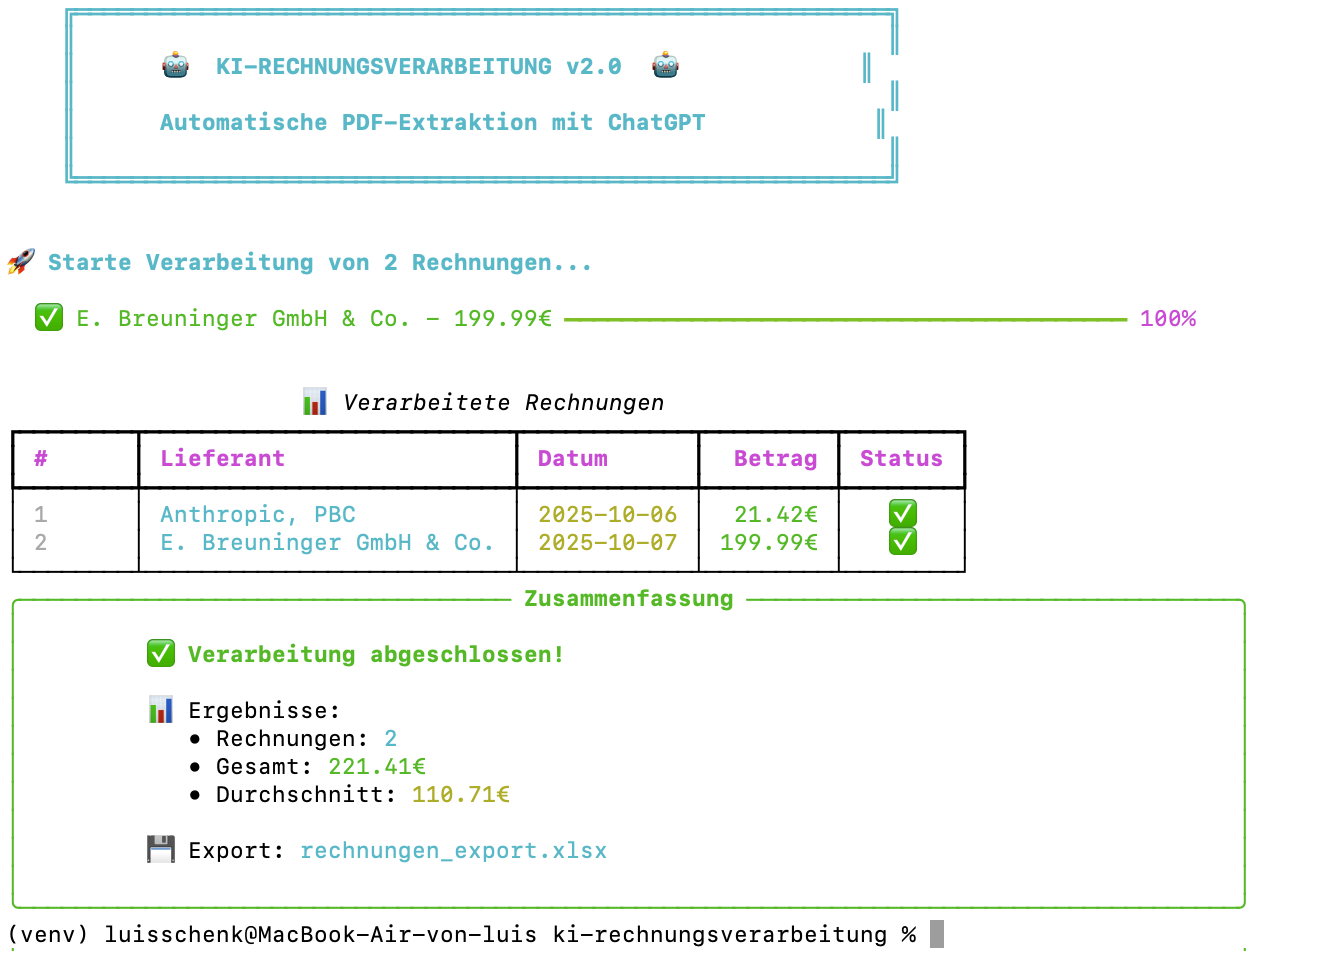 🤖 KI-RECHNUNGSVERARBEITUNG v2.0 🤖
Automatische PDF-Extraktion mit ChatGPT
🚀 Starte Verarbeitung von 2 Rechnungen...
✅ E. Breuninger GmbH & Co. - 199.99€ 100%
📊 Verarbeitete Rechnungen
# Lieferant Datum Betrag Status
1 Anthropic, PBC 2025-10-06 21.42€ ✅
2 E. Breuninger GmbH & Co. 2025-10-07 199.99€ ✅
Zusammenfassung
✅ Verarbeitung abgeschlossen!
📊 Ergebnisse:
• Rechnungen: 2
• Gesamt: 221.41€
• Durchschnitt: 110.71€
💾 Export: rechnungen_export.xlsx
(venv) luisschenk@MacBook-Air-von-luis ki-rechnungsverarbeitung %